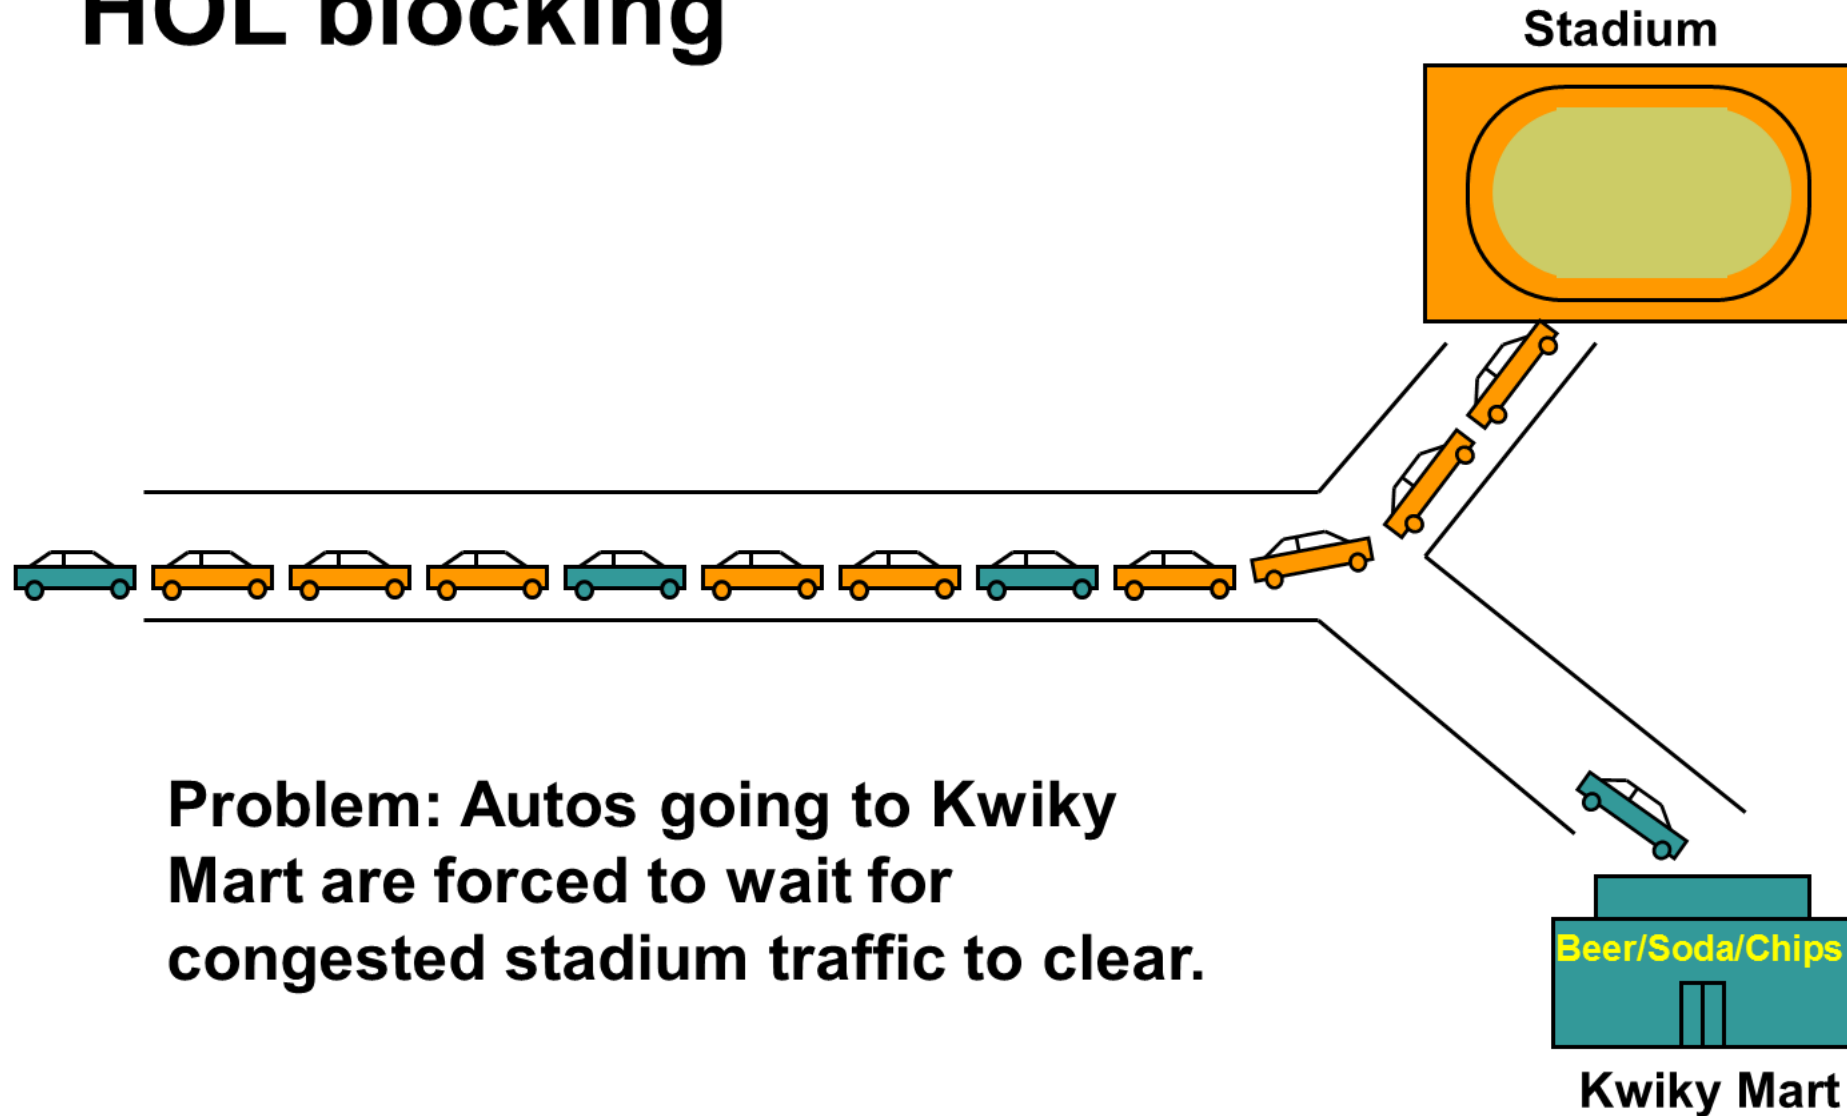 HOL blocking
Stadium
Problem: Autos going to Kwiky
Mart are forced to wait for
congested stadium traffic to clear.
Beer/Soda/Chips
Kwiky Mart